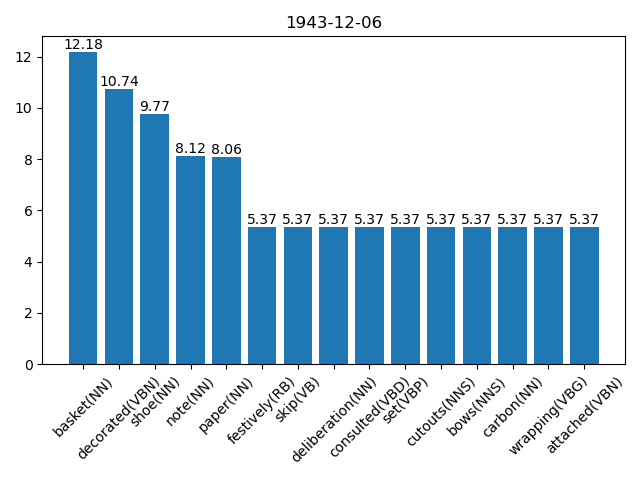 1943-12-06
12.18
10.74
9.77
8.12
8.06
5.37
5.37
5.37
5.37
5.37
5.37
5.37
5.37
5.37
5.37
12
10
8
6
4
2
0
basket(NN)
decorated(VBN)
shoe(NN)
note(NN)
paper(NN)
festively(RB)
skip(VB)
deliberation(NN)
consulted(VBD)
set(VBP)
cutouts(NNS)
bows(NNS)
carbon(NN)
wrapping(VBG)
attached(VBN)